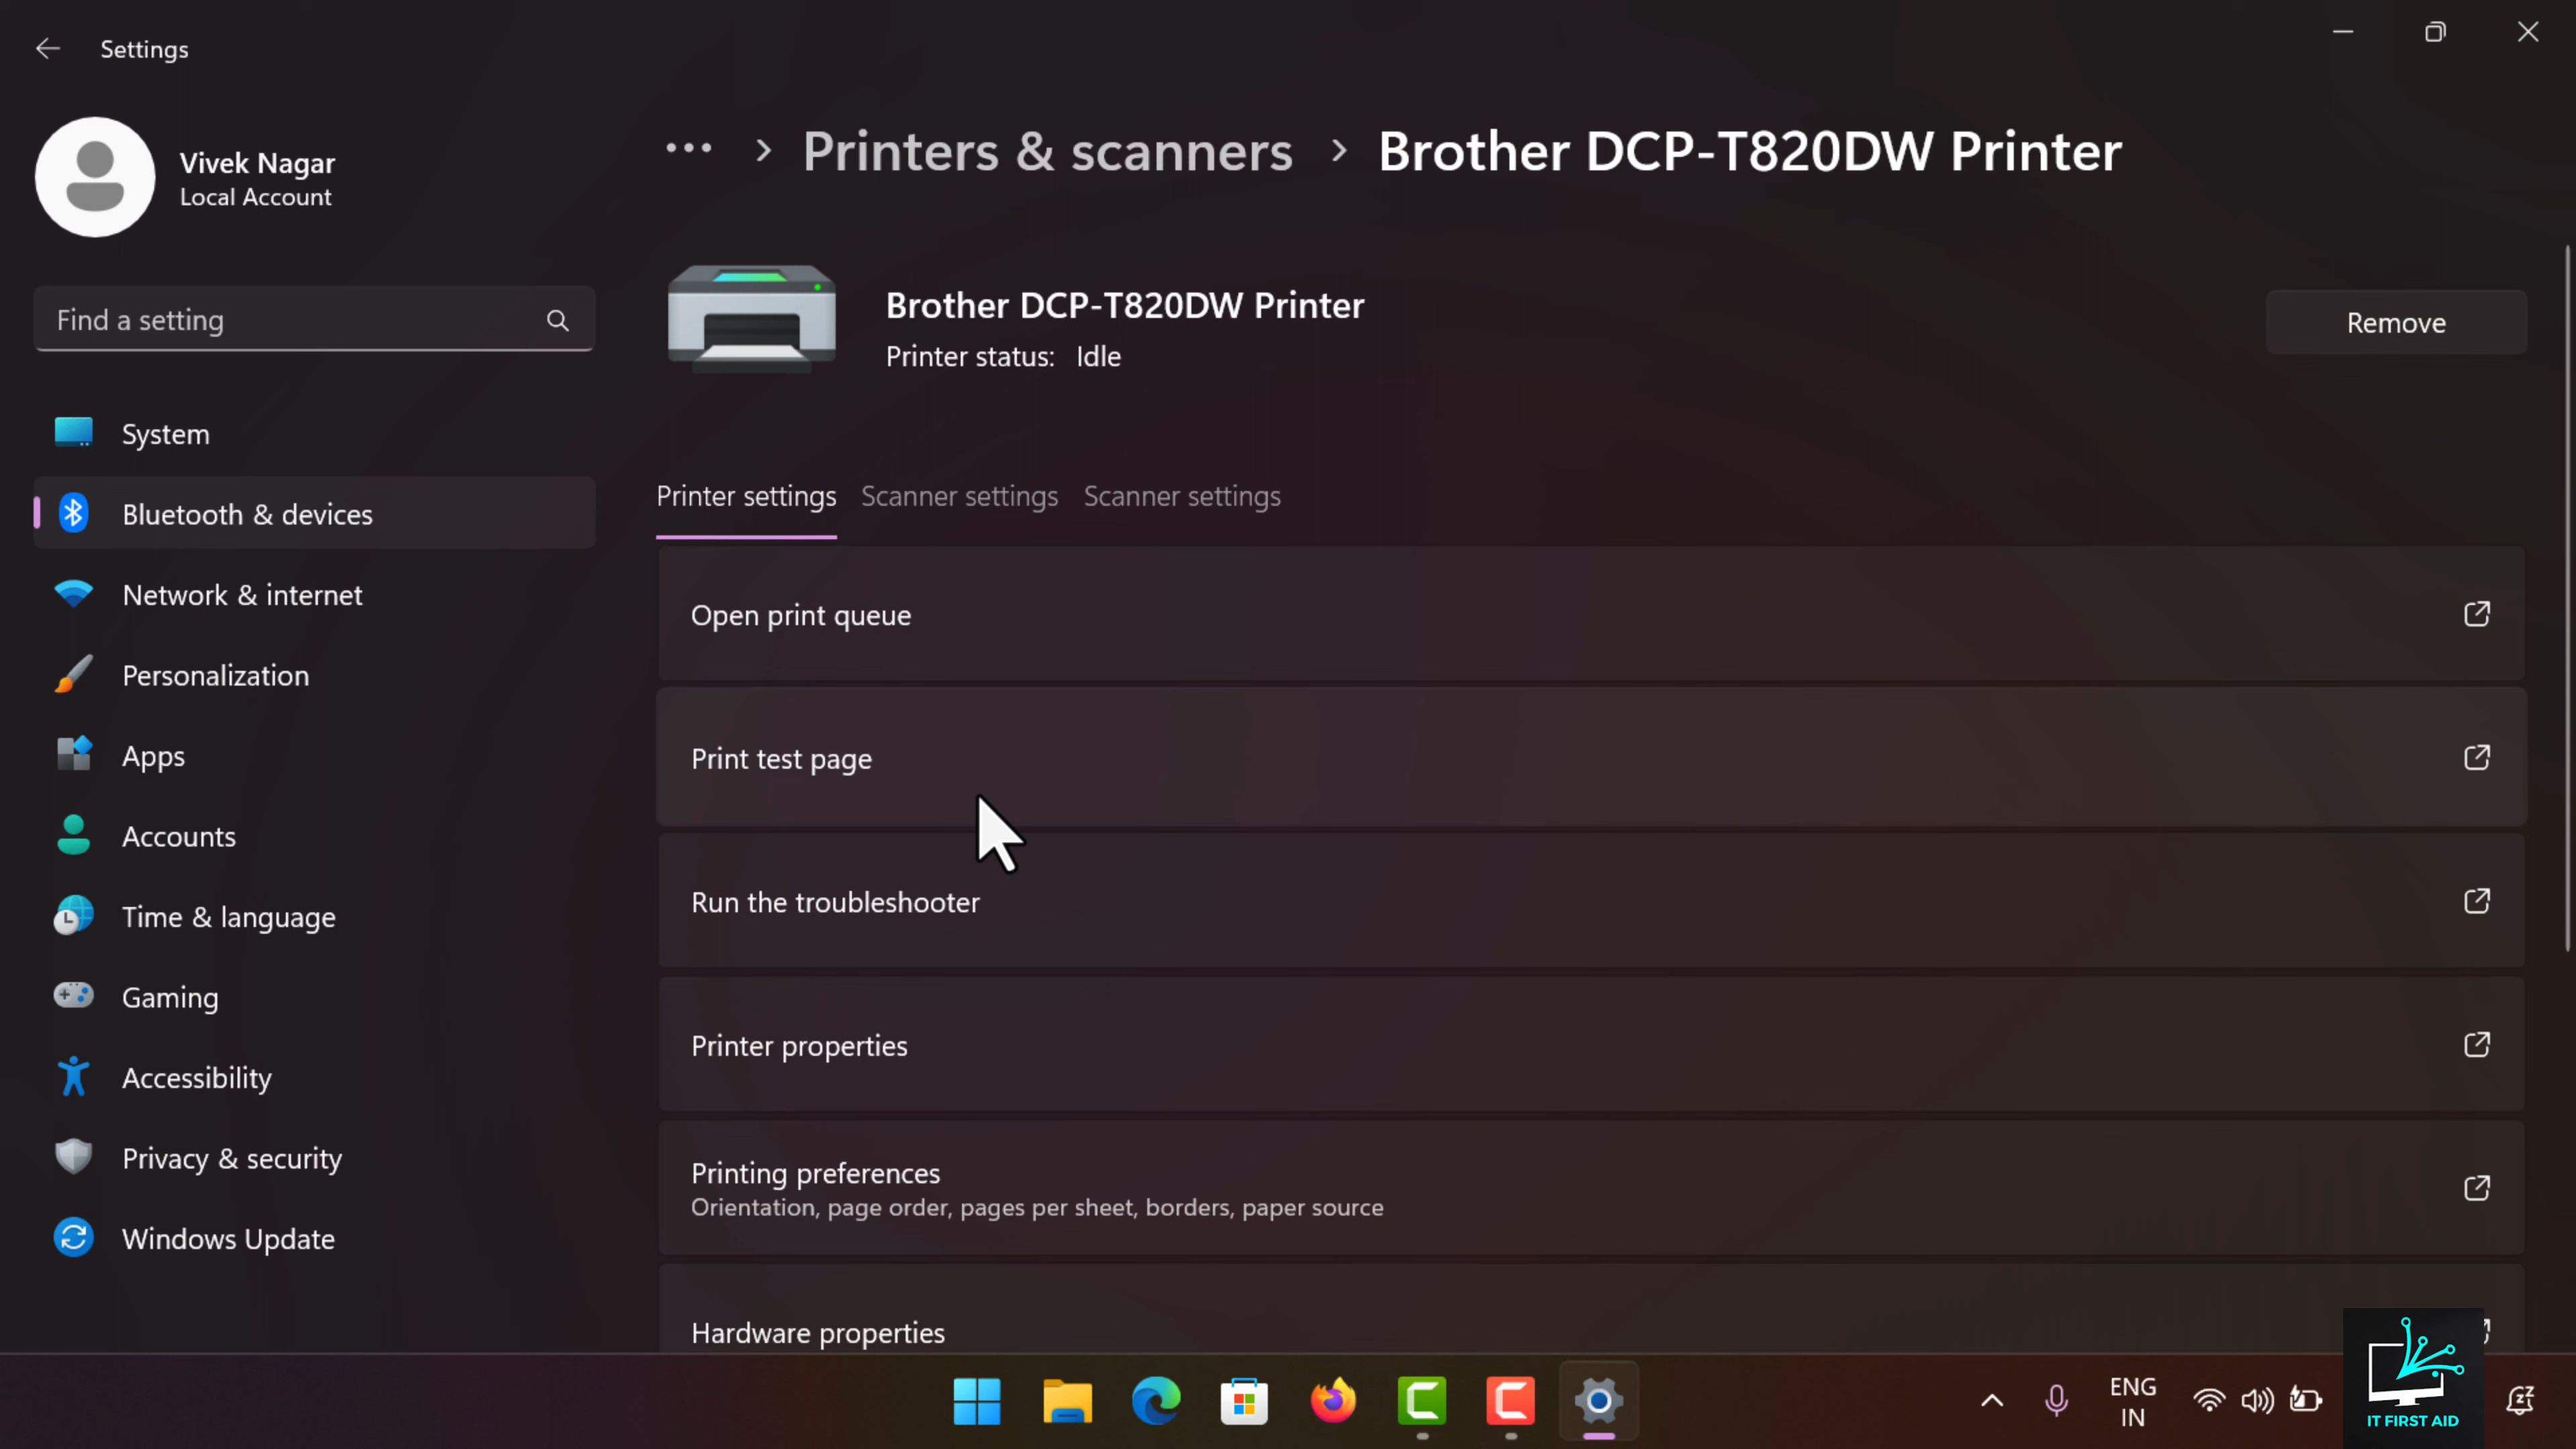 Settings
Vivek Nagar
Local Account
Find a setting
System
Bluetooth & devices
Network & internet
Personalization
Apps
Accounts
Time & language
Gaming
Accessibility
Privacy & security
Windows Update
··· > Printers & scanners > Brother DCP-T820DW Printer
Brother DCP-T820DW Printer
Printer status: Idle
Remove
Printer settings Scanner settings Scanner settings
Open print queue
Print test page
Run the troubleshooter
Printer properties
Printing preferences
Orientation, page order, pages per sheet, borders, paper source
Hardware properties
ENG
IN
IT FIRST AID